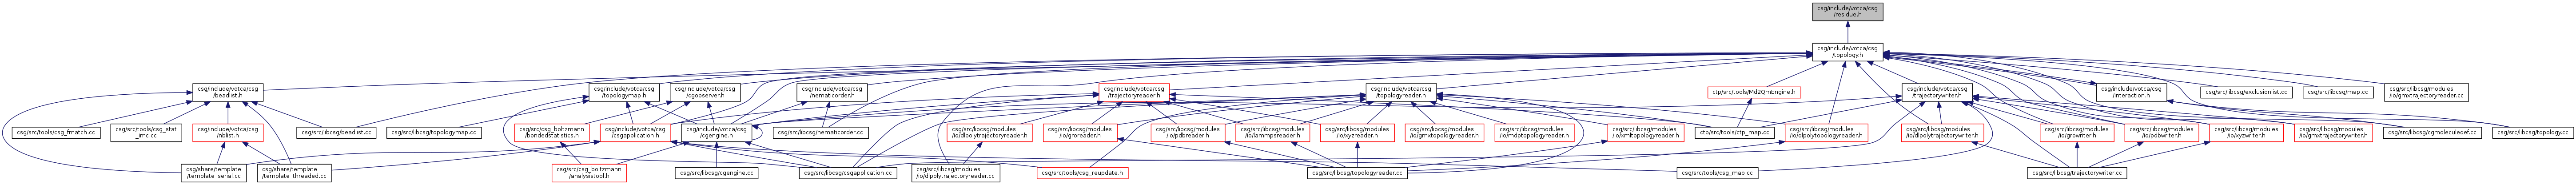 csg/include/votca/csg
/residue.h
csg/include/votca/csg
/topology.h
csg/include/votca/csg
/beadlist.h
csg/include/votca/csg
/topologymap.h
csg/include/votca/csg
/cgobserver.h
csg/include/votca/csg
/nematicorder.h
csg/include/votca/csg
/trajectoryreader.h
csg/include/votca/csg
/topologyreader.h
ctp/src/tools/Md2QmEngine.h
csg/include/votca/csg
/trajectorywriter.h
csg/include/votca/csg
/interaction.h
csg/src/libcsg/exclusionlist.cc
csg/src/libcsg/map.cc
csg/src/libcsg/modules
/io/gmxtrajectoryreader.cc
csg/src/tools/csg_fmatch.cc
csg/src/tools/csg_stat
_imc.cc
csg/include/votca/csg
/nblist.h
csg/src/libcsg/beadlist.cc
csg/src/libcsg/topologymap.cc
csg/src/csg_boltzmann
/bondedstatistics.h
csg/include/votca/csg
/csgapplication.h
csg/include/votca/csg
/cgengine.h
csg/src/libcsg/nematicorder.cc
csg/src/libcsg/modules
/io/dlpolytrajectoryreader.h
csg/src/libcsg/modules
/io/groreader.h
csg/src/libcsg/modules
/io/pdbreader.h
csg/src/libcsg/modules
/io/lammpsreader.h
csg/src/libcsg/modules
/io/xyzreader.h
csg/src/libcsg/modules
/io/gmxtopologyreader.h
csg/src/libcsg/modules
/io/mdptopologyreader.h
csg/src/libcsg/modules
/io/xmltopologyreader.h
ctp/src/tools/ctp_map.cc
csg/src/libcsg/modules
/io/dlpolytopologyreader.h
csg/src/libcsg/modules
/io/dlpolytrajectorywriter.h
csg/src/libcsg/modules
/io/growriter.h
csg/src/libcsg/modules
/io/pdbwriter.h
csg/src/libcsg/modules
/io/xyzwriter.h
csg/src/libcsg/modules
/io/gmxtrajectorywriter.h
csg/src/libcsg/cgmoleculedef.cc
csg/src/libcsg/topology.cc
csg/share/template
/template_serial.cc
csg/share/template
/template_threaded.cc
csg/src/csg_boltzmann
/analysistool.h
csg/src/libcsg/cgengine.cc
csg/src/libcsg/csgapplication.cc
csg/src/libcsg/modules
/io/dlpolytrajectoryreader.cc
csg/src/tools/csg_reupdate.h
csg/src/libcsg/topologyreader.cc
csg/src/tools/csg_map.cc
csg/src/libcsg/trajectorywriter.cc